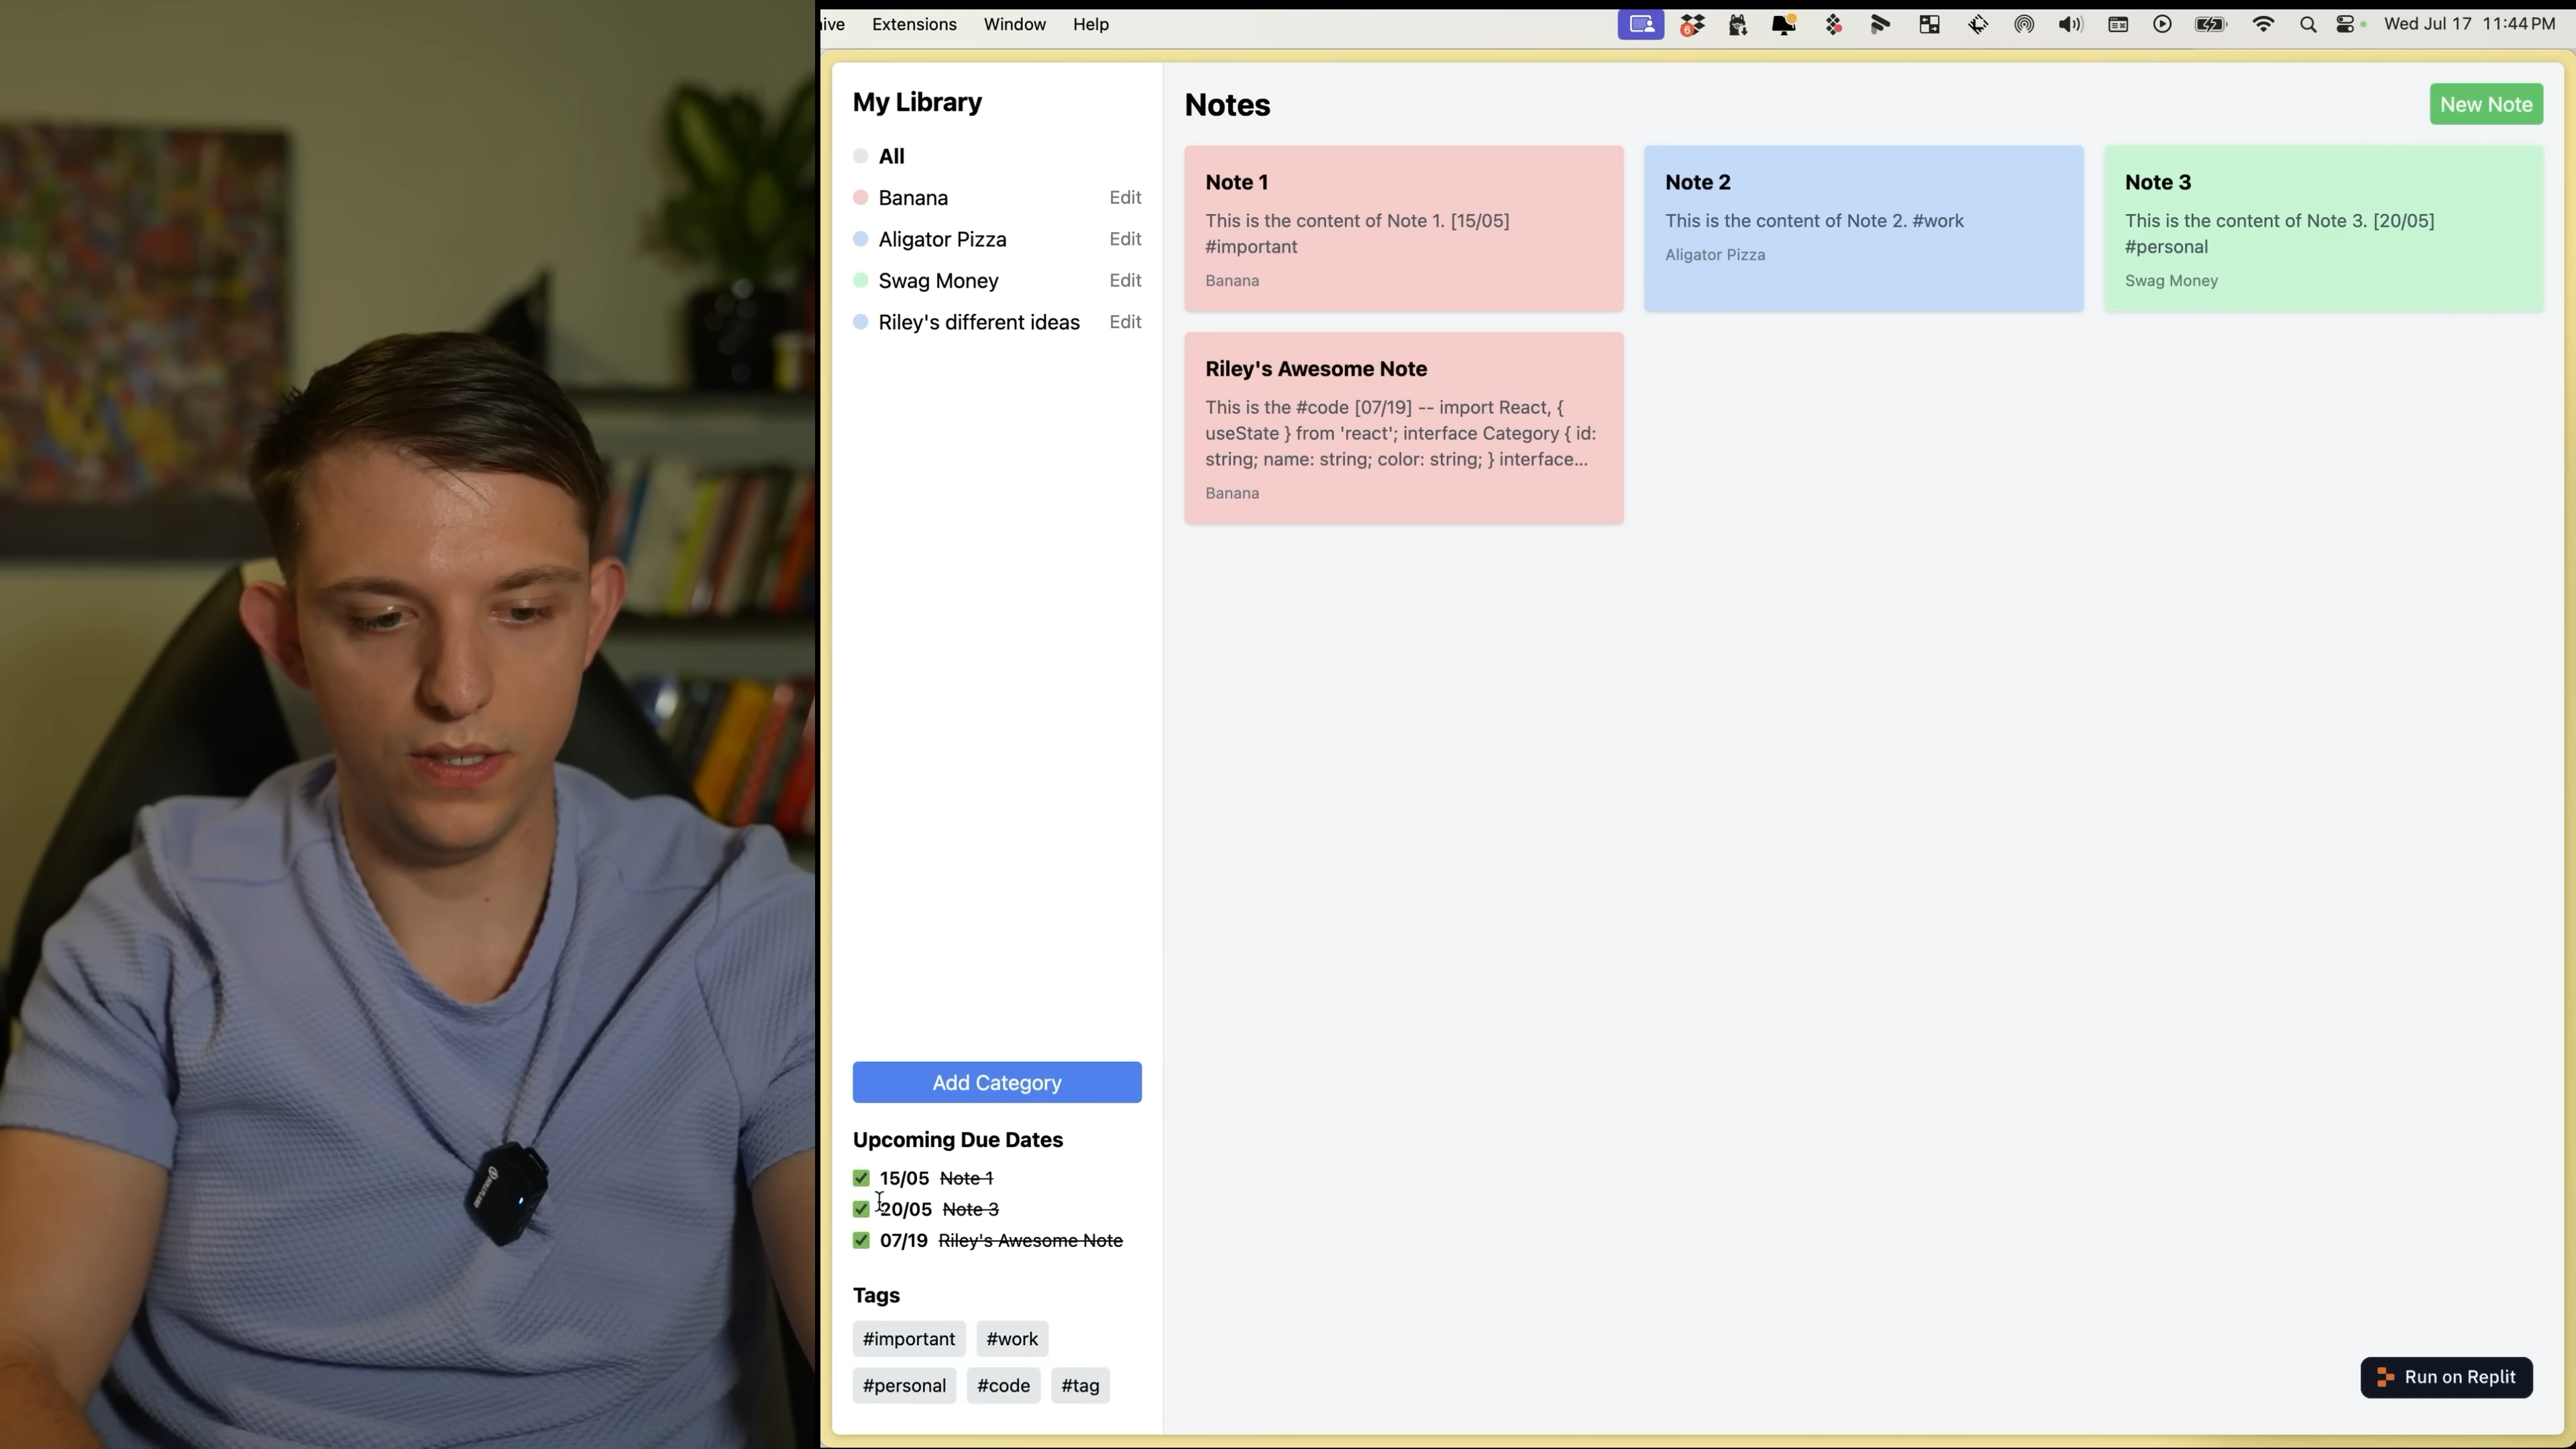 ive Extensions Window Help
6
Wed Jul 17 11:44 PM
My Library
All
Banana Edit
Aligator Pizza Edit
Swag Money Edit
Riley's different ideas Edit
Add Category
Upcoming Due Dates
15/05 Note 1
20/05 Note 3
07/19 Riley's Awesome Note
Tags
#important #work
#personal #code #tag
Notes
New Note
Note 1
This is the content of Note 1. [15/05]
#important
Banana
Note 2
This is the content of Note 2. #work
Aligator Pizza
Note 3
This is the content of Note 3. [20/05]
#personal
Swag Money
Riley's Awesome Note
This is the #code [07/19] -- import React, {
useState } from 'react'; interface Category { id:
string; name: string; color: string; } interface...
Banana
Run on Replit